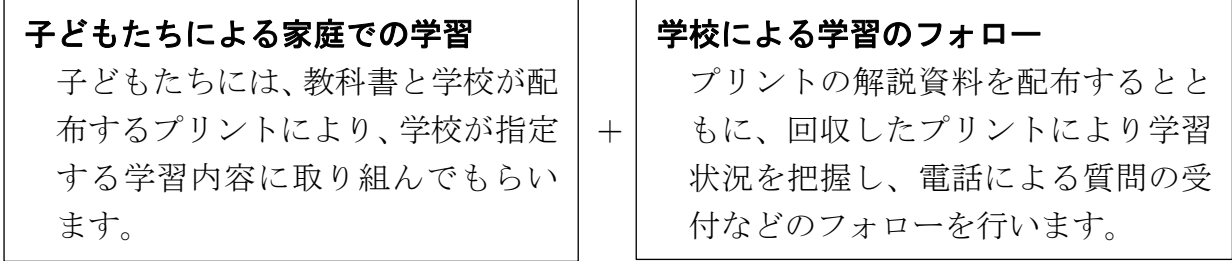 子どもたちによる家庭での学習
子どもたちには、教科書と学校が配
布するプリントにより、学校が指定
する学習内容に取り組んでもらい
ます。
+
学校による学習のフォロー
プリントの解説資料を配布するとと
もに、回収したプリントにより学習
状況を把握し、電話による質問の受
付などのフォローを行います。